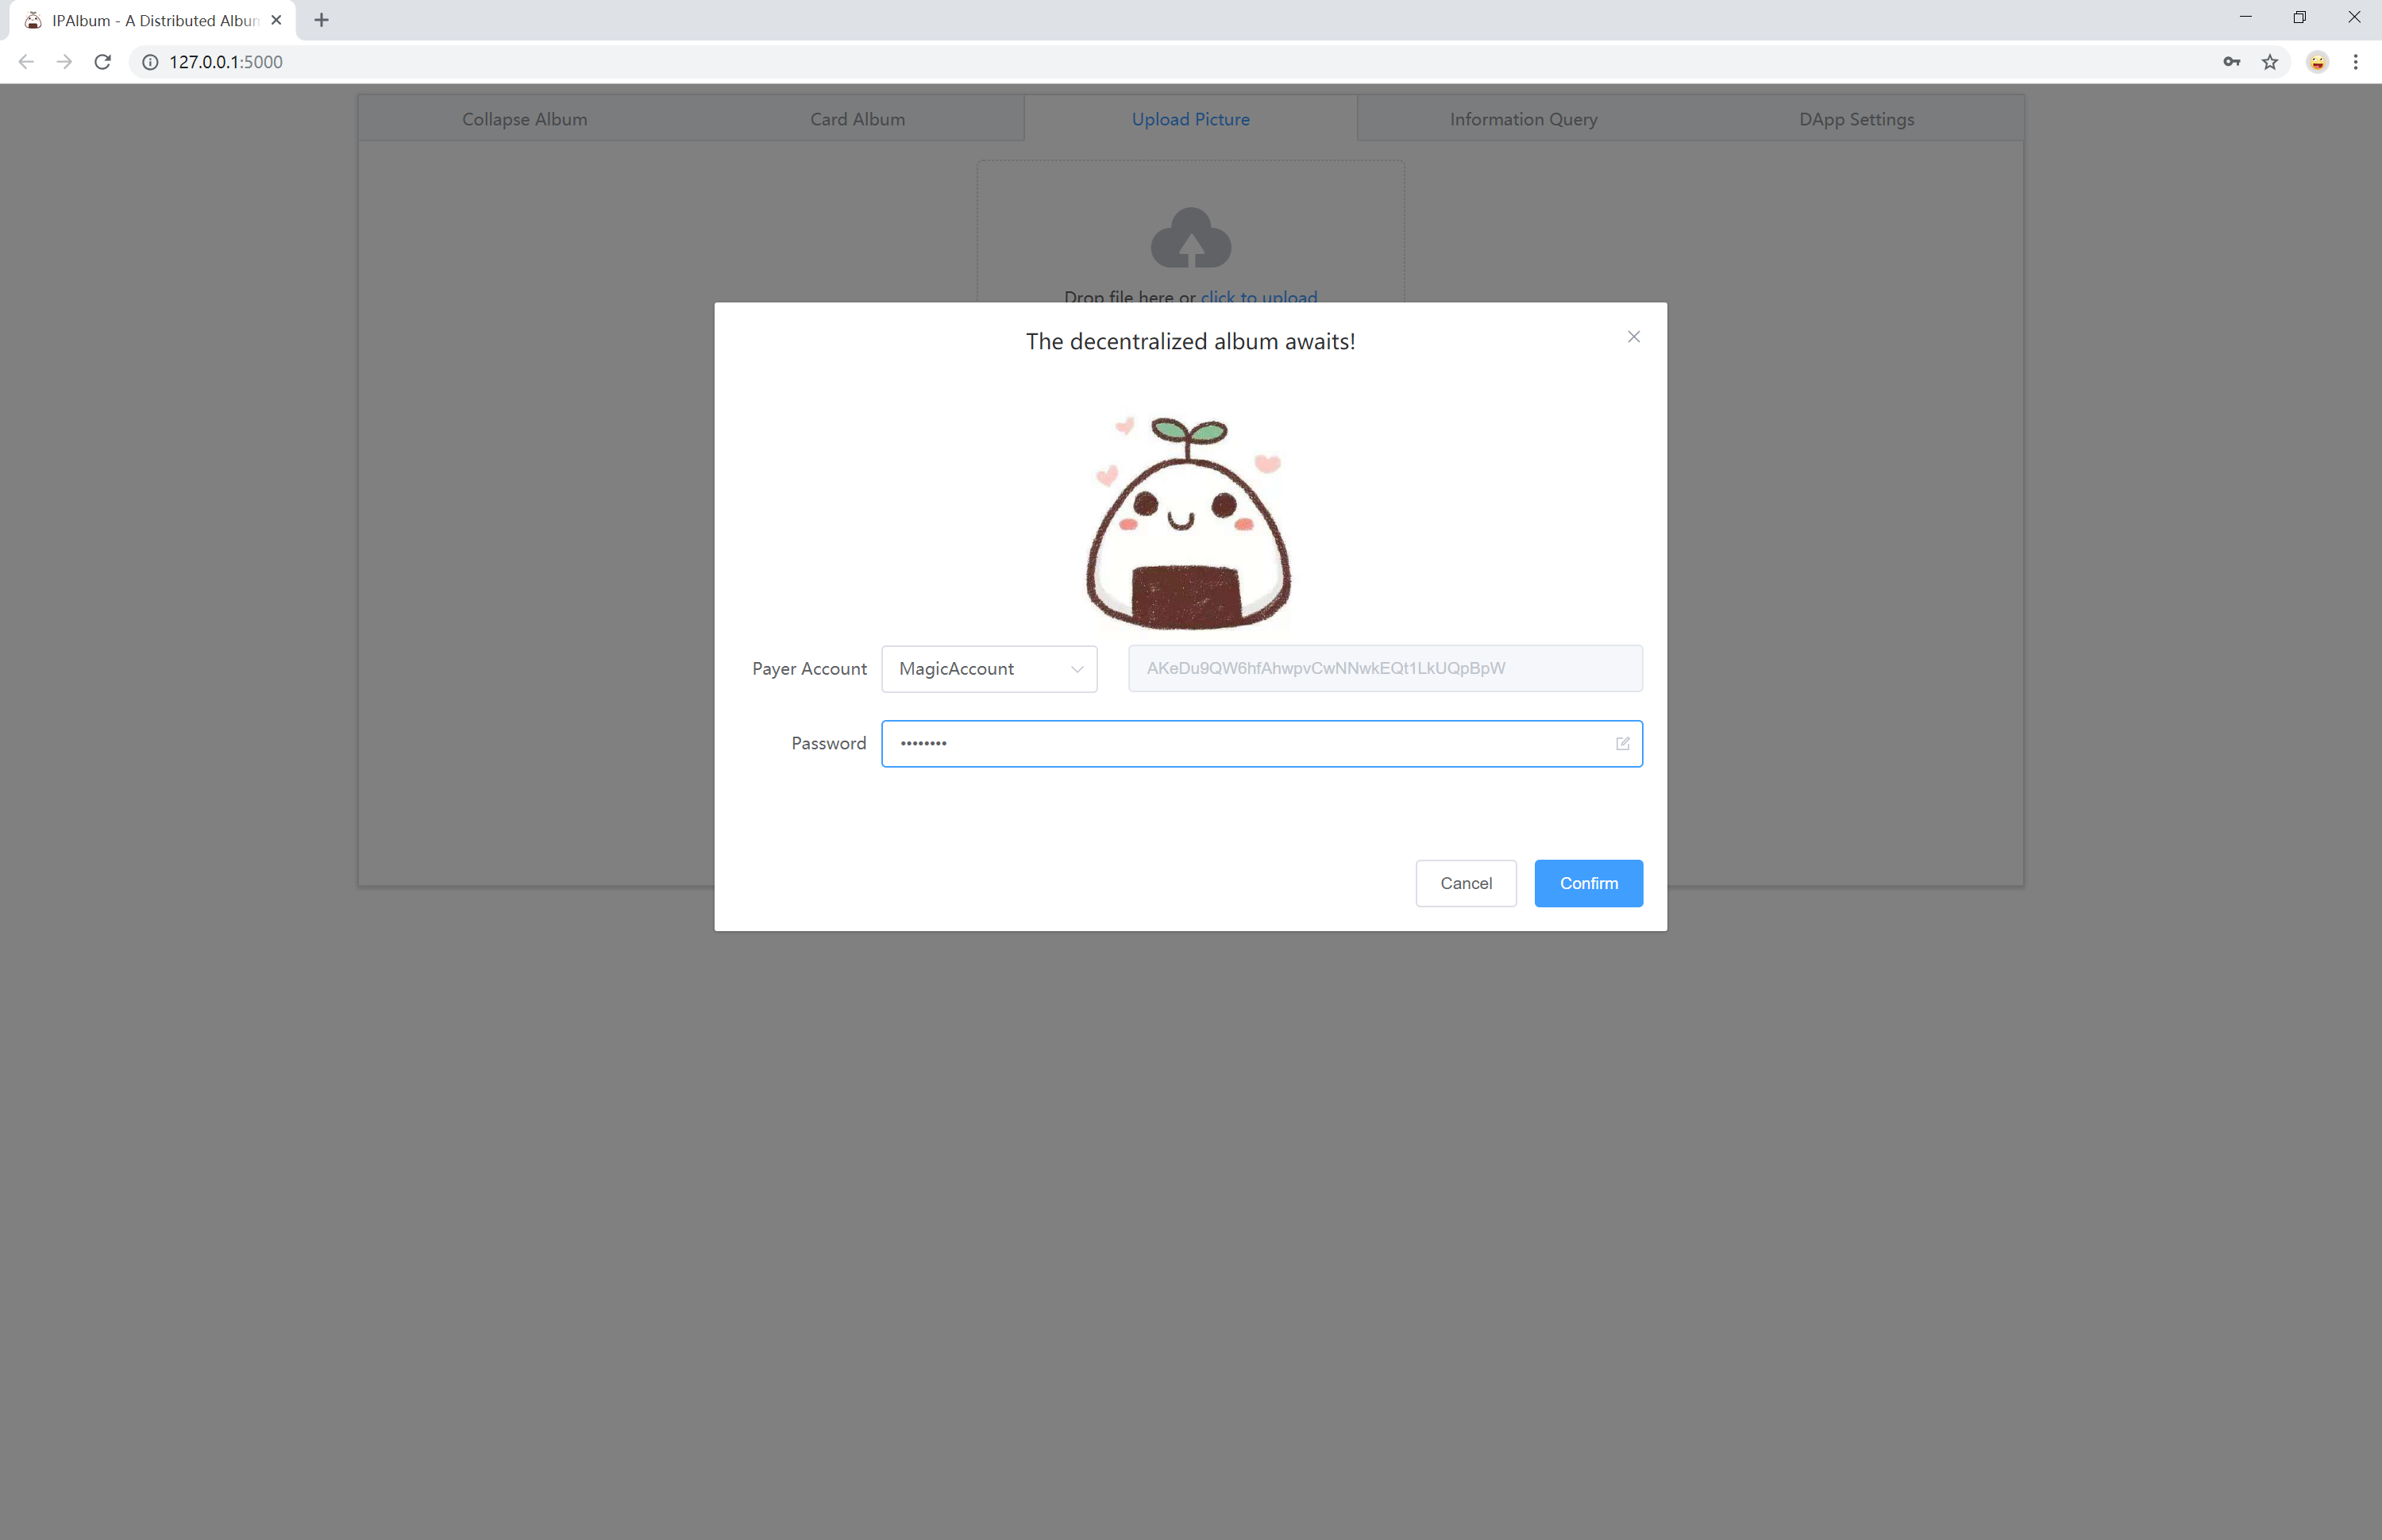 IPAlbum - A Distributed Album
127.0.0.1:5000
Collapse Album
Card Album
Upload Picture
Information Query
DApp Settings
Drop file here or click to upload
The decentralized album awaits!
Payer Account
MagicAccount
AKeDu9QW6hfAhwpvCwNNwkEQt1LkUQpBpW
Password
••••••••
Cancel
Confirm